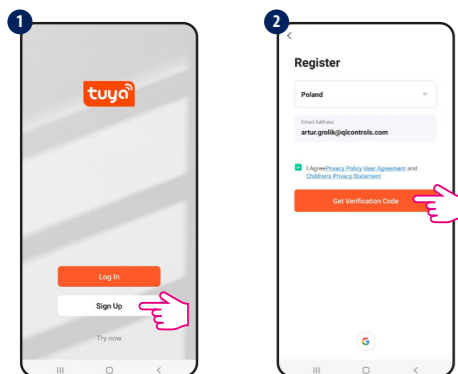 1
tuya
Log In
Sign Up
Try now
2
Register
Poland
Email Address
artur.grolik@qlcontrols.com
I AgreePrivacy Policy User Agreement and
Children's Privacy Statement
Get Verification Code
G